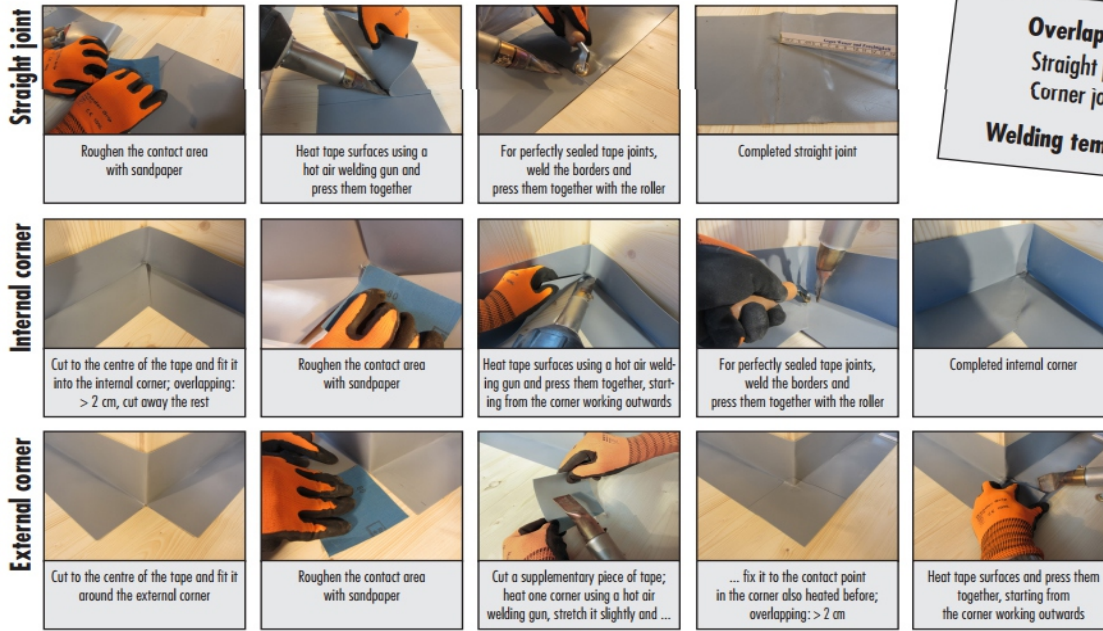 Straight joint
Roughen the contact area
with sandpaper
Heat tape surfaces using a
hot air welding gun and
press them together
For perfectly sealed tape joints,
weld the borders and
press them together with the roller
Completed straight joint
Overlap
Straight
Corner jo
Welding tem
Internal corner
Cut to the centre of the tape and fit it
into the internal corner; overlapping:
> 2 cm, cut away the rest
Roughen the contact area
with sandpaper
Heat tape surfaces using a hot air weld-
ing gun and press them together, start-
ing from the corner working outwards
For perfectly sealed tape joints,
weld the borders and
press them together with the roller
Completed internal corner
External corner
Cut to the centre of the tape and fit it
around the external corner
Roughen the contact area
with sandpaper
Cut a supplementary piece of tape;
heat one corner using a hot air
welding gun, stretch it slightly and ...
... fix it to the contact point
in the corner also heated before;
overlapping: > 2 cm
Heat tape surfaces and press them
together, starting from
the corner working outwards